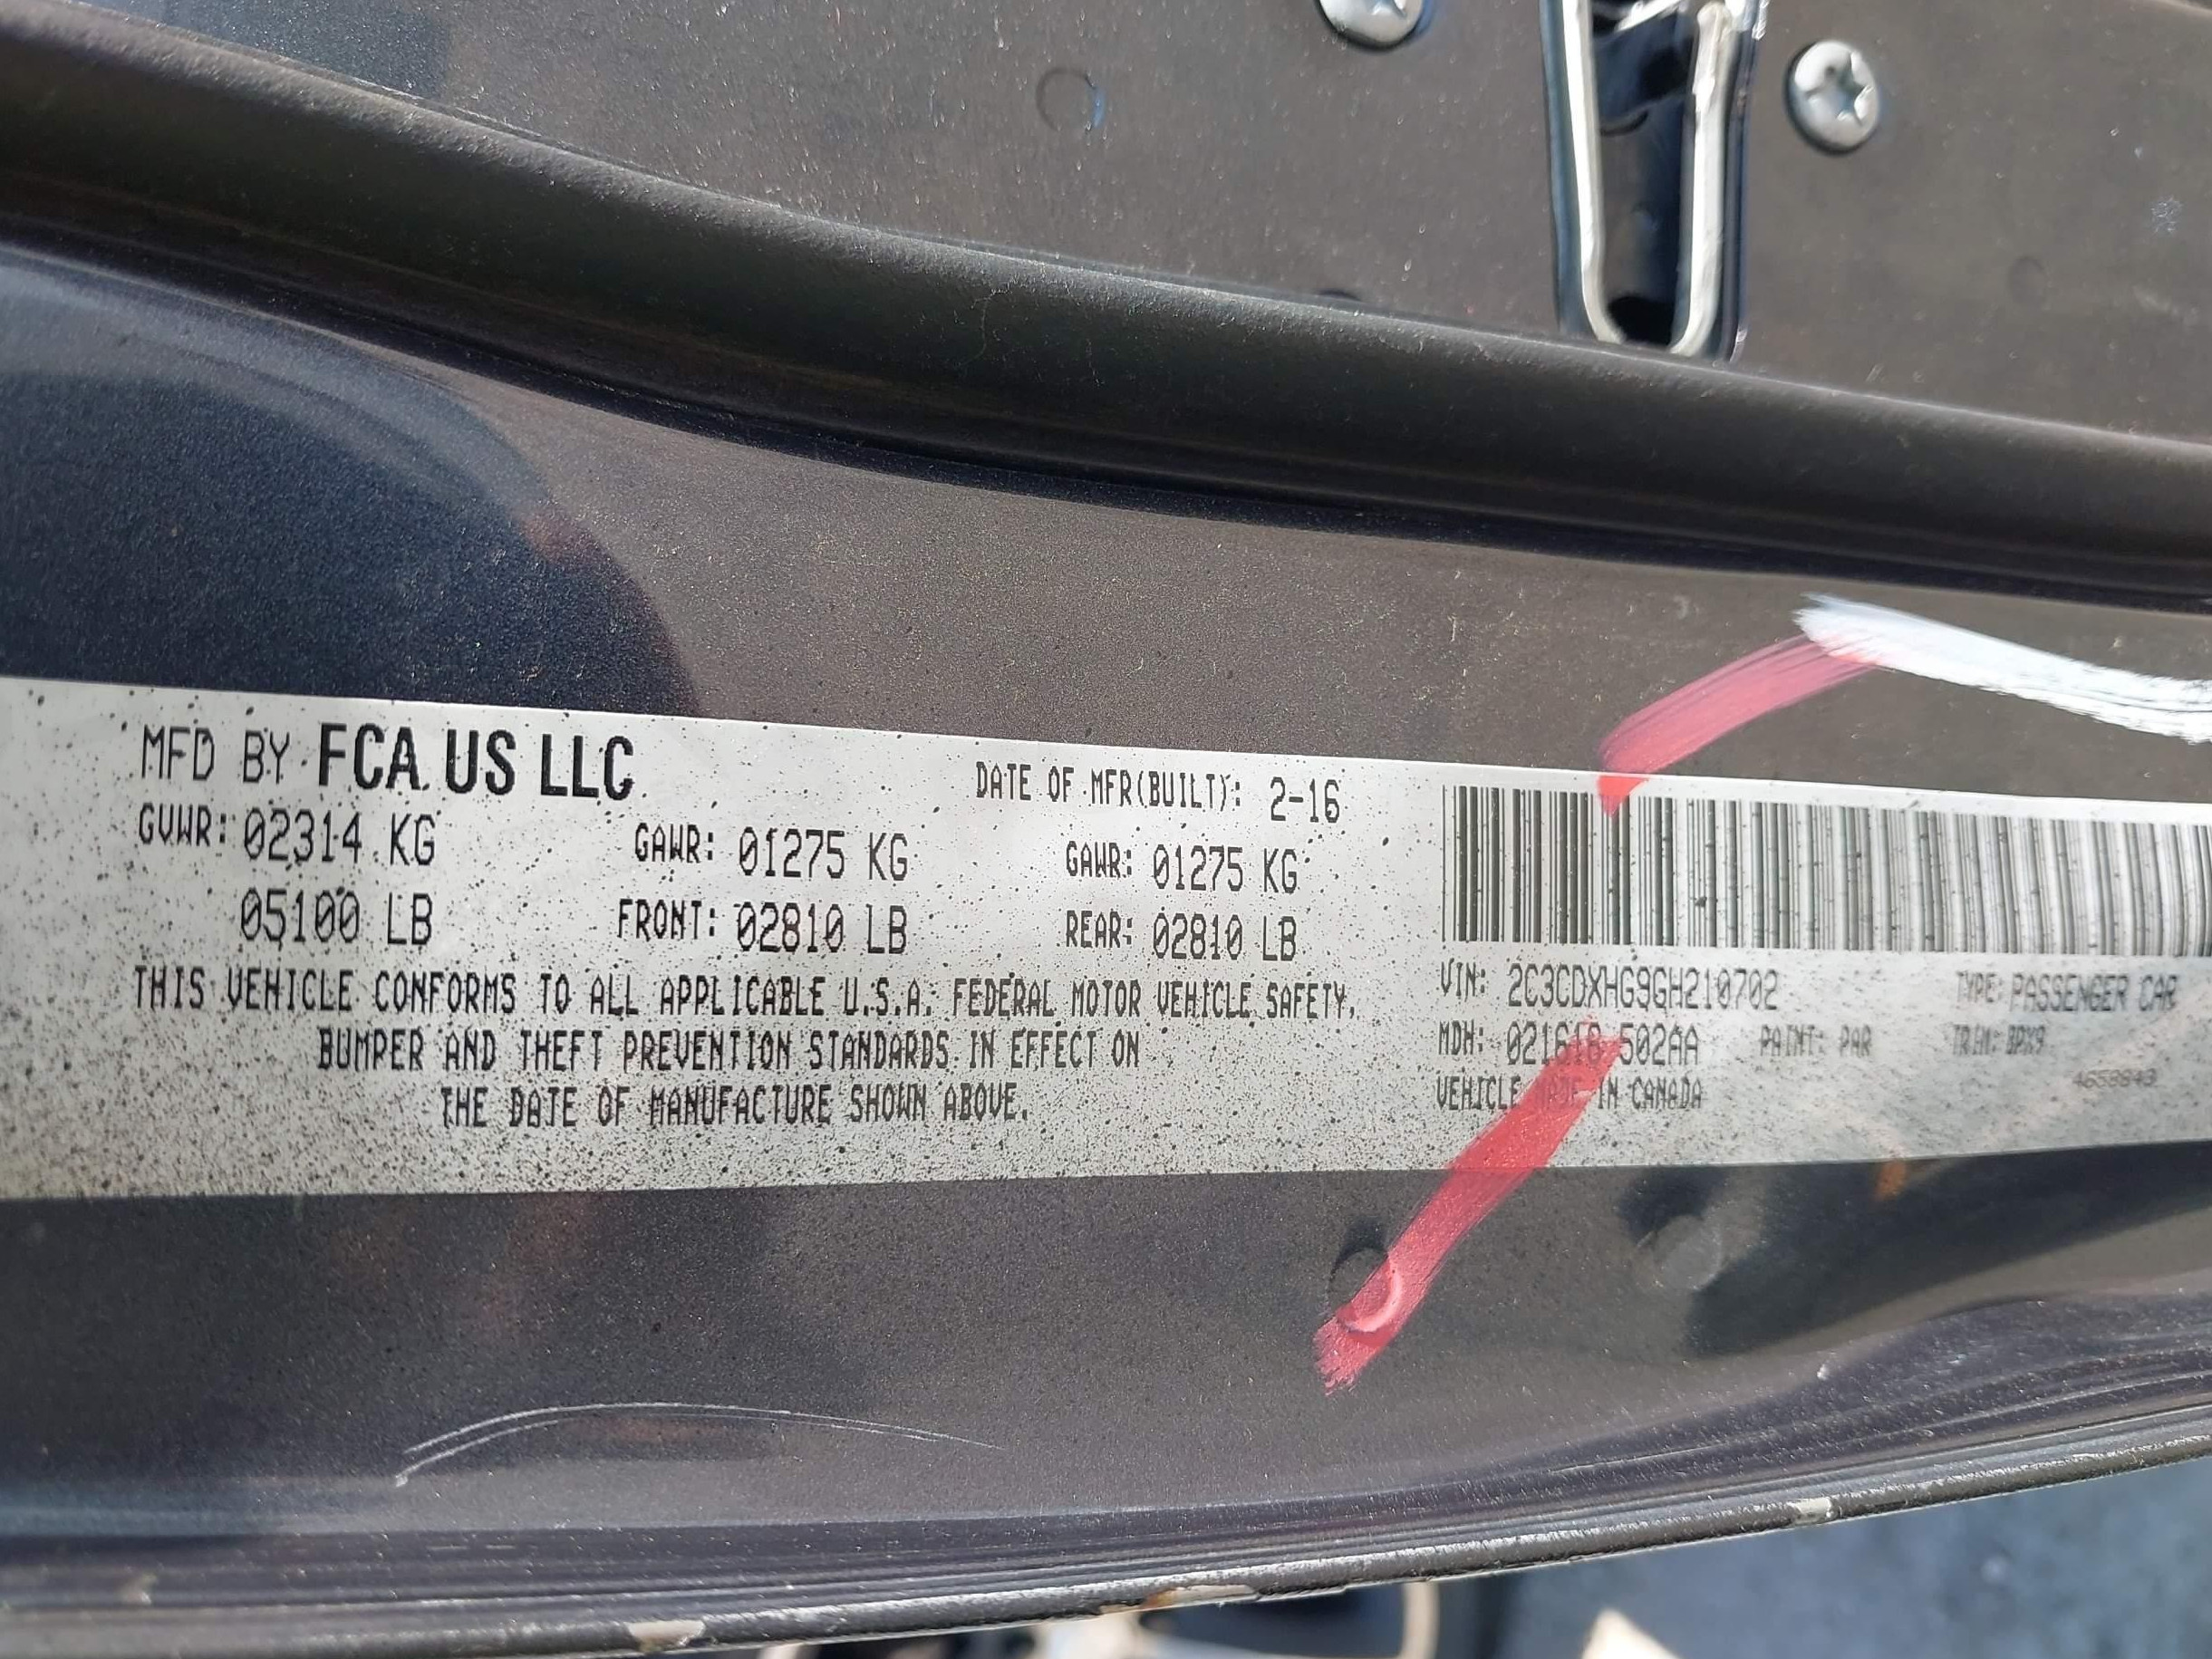 MFD BY FCA US LLC
DATE OF MFR(BUILT): 2-16
GVWR: 02314 KG
GAWR: 01275 KG
GAWR: 01275 KG
05100 LB
FRONT: 02810 LB
REAR: 02810 LB
THIS VEHICLE CONFORMS TO ALL APPLICABLE U.S.A. FEDERAL MOTOR VEHICLE SAFETY,
BUMPER AND THEFT PREVENTION STANDARDS IN EFFECT ON
THE DATE OF MANUFACTURE SHOWN ABOVE.
VIN: 2C3CDXHG9GH210702 TYPE: PASSENGER CAR
MDH: 502AA PAINT: PAR TRIM:
VEHICLE MADE IN CANADA